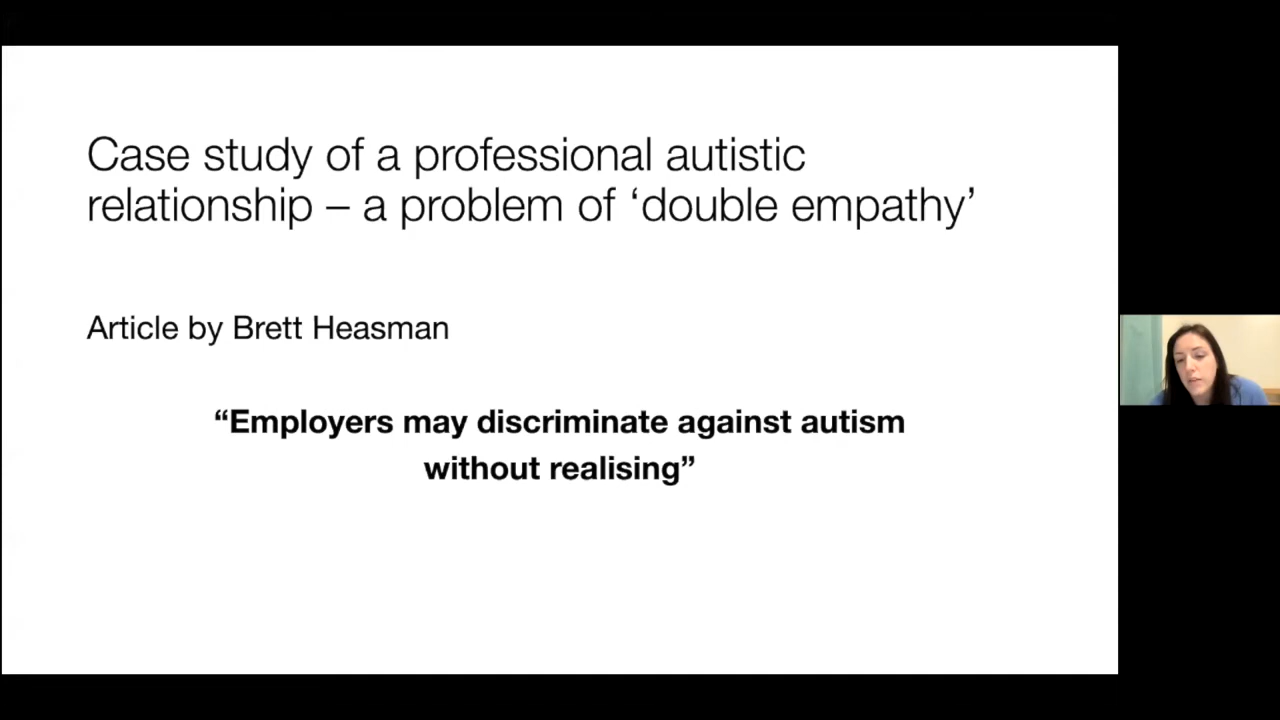 Case study of a professional autistic
relationship – a problem of ‘double empathy’
Article by Brett Heasman
“Employers may discriminate against autism
without realising”